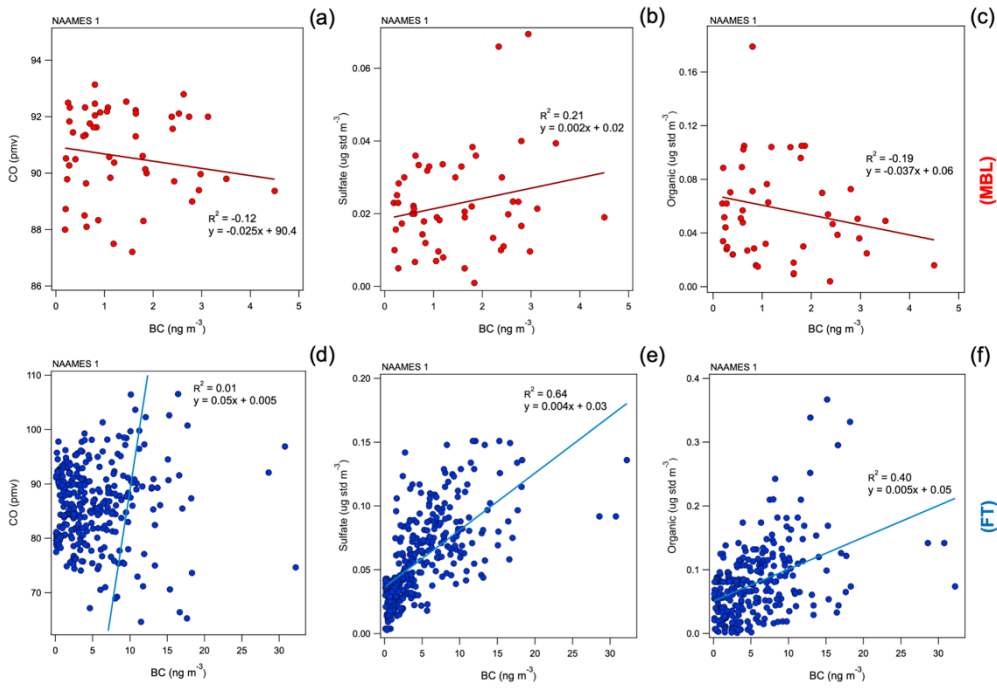 NAAMES 1
(a)
CO (pmv)
92
90
88
86
R² = -0.12
y = -0.025x + 90.4
0 1 2 3 4 5
BC (ng m⁻³)
NAAMES 1
(b)
Sulfate (ug std m⁻³)
0.06
0.04
0.02
0.00
R² = 0.21
y = 0.002x + 0.02
0 1 2 3 4 5
BC (ng m⁻³)
NAAMES 1
(c)
Organic (ug std m⁻³)
0.16
0.12
0.08
0.04
0.00
R² = -0.19
y = -0.037x + 0.06
0 1 2 3 4 5
BC (ng m⁻³)
(MBL)
NAAMES 1
(d)
CO (pmv)
110
100
90
80
70
R² = 0.01
y = 0.05x + 0.005
0 5 10 15 20 25 30
BC (ng m⁻³)
NAAMES 1
(e)
Sulfate (ug std m⁻³)
0.20
0.15
0.10
0.05
0.00
R² = 0.64
y = 0.004x + 0.03
0 5 10 15 20 25 30
BC (ng m⁻³)
NAAMES 1
(f)
Organic (ug std m⁻³)
0.4
0.3
0.2
0.1
0.0
R² = 0.40
y = 0.005x + 0.05
0 5 10 15 20 25 30
BC (ng m⁻³)
(FT)